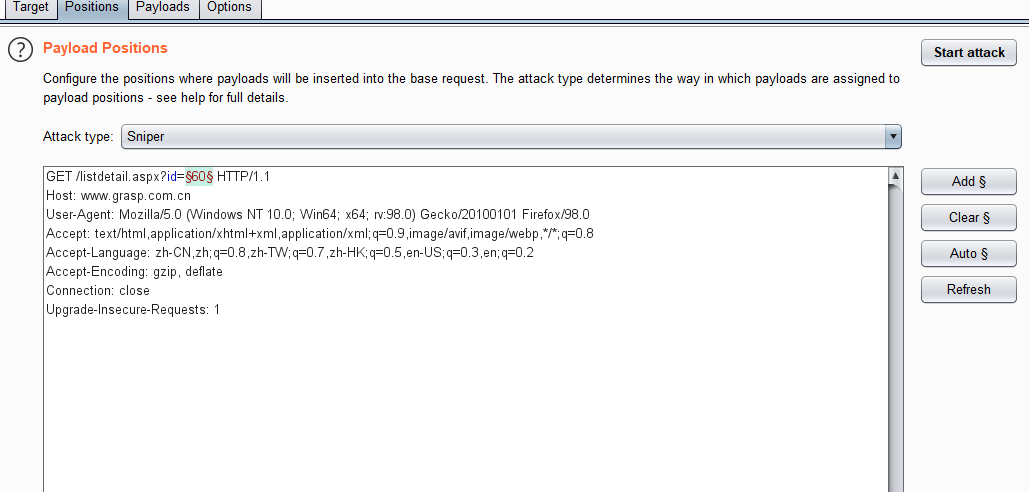 Target Positions Payloads Options
? Payload Positions
Start attack
Configure the positions where payloads will be inserted into the base request. The attack type determines the way in which payloads are assigned to
payload positions - see help for full details.
Attack type: Sniper
GET /listdetail.aspx?id=§60§ HTTP/1.1
Host: www.grasp.com.cn
User-Agent: Mozilla/5.0 (Windows NT 10.0; Win64; x64; rv:98.0) Gecko/20100101 Firefox/98.0
Accept: text/html,application/xhtml+xml,application/xml;q=0.9,image/avif,image/webp,*/*;q=0.8
Accept-Language: zh-CN,zh;q=0.8,zh-TW;q=0.7,zh-HK;q=0.5,en-US;q=0.3,en;q=0.2
Accept-Encoding: gzip, deflate
Connection: close
Upgrade-Insecure-Requests: 1
Add §
Clear §
Auto §
Refresh